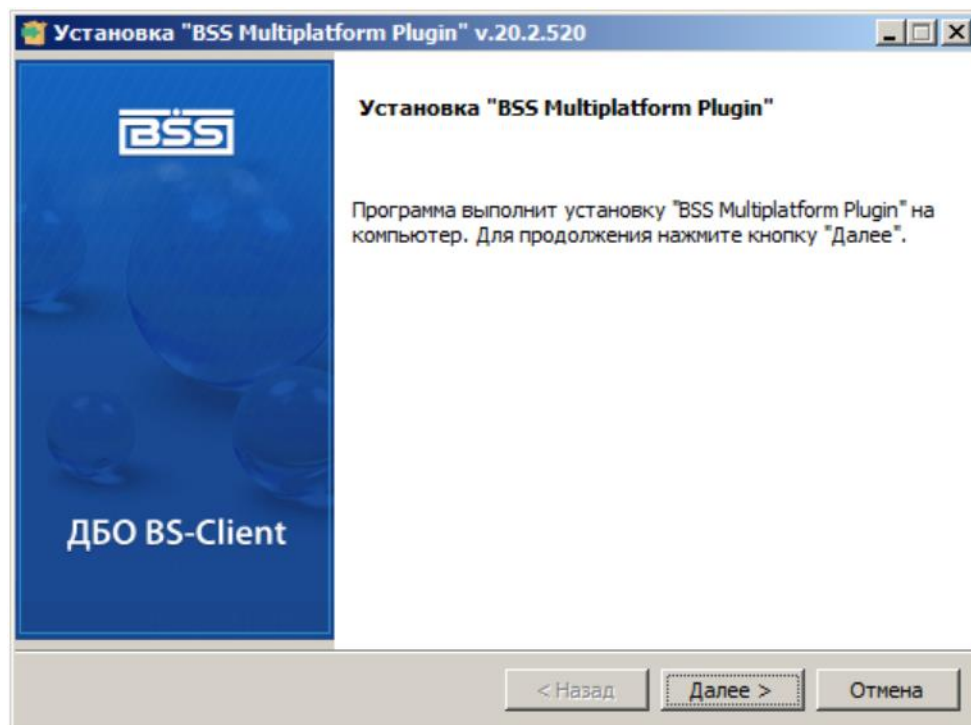 Установка "BSS Multiplatform Plugin" v.20.2.520
BSS
Установка "BSS Multiplatform Plugin"
Программа выполнит установку "BSS Multiplatform Plugin" на
компьютер. Для продолжения нажмите кнопку "Далее".
ДБО BS-Client
< Назад
Далее >
Отмена